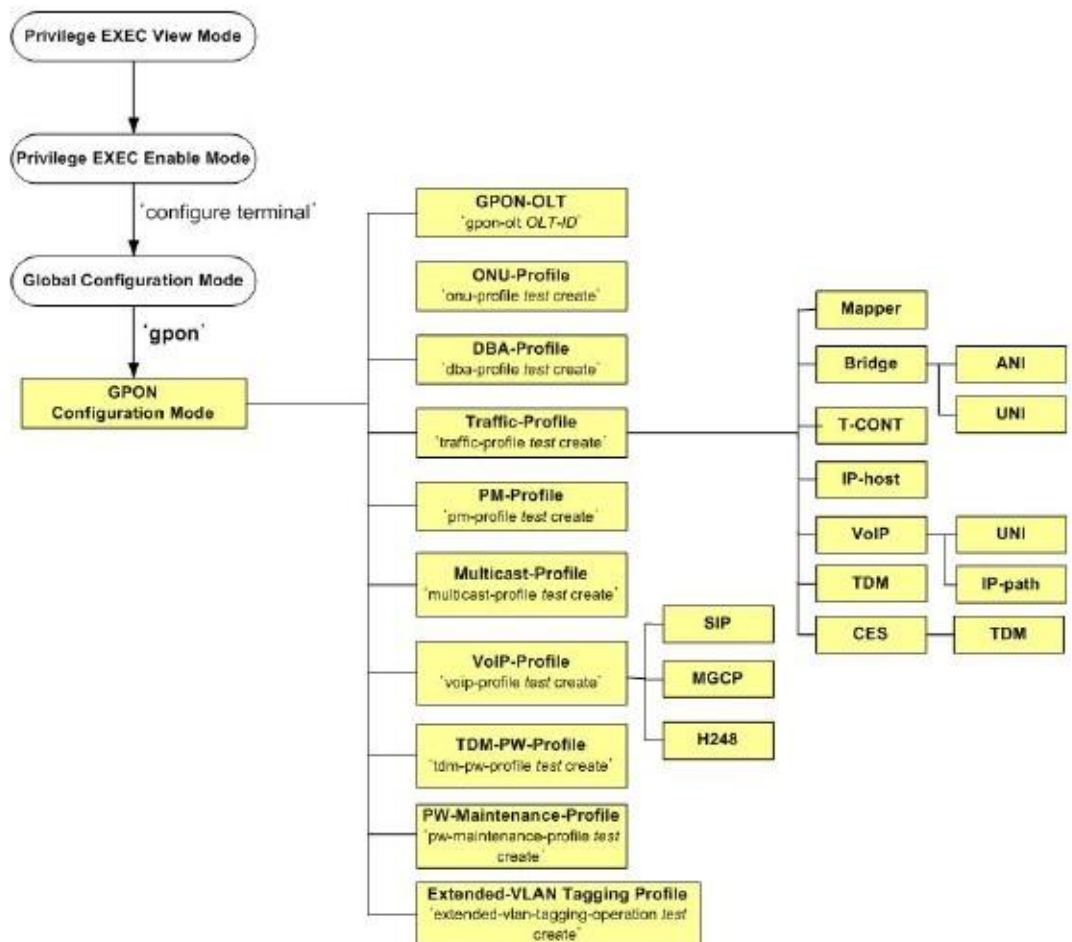 Privilege EXEC View Mode
Privilege EXEC Enable Mode
'configure terminal'
Global Configuration Mode
'gpon'
GPON
Configuration Mode
GPON-OLT
'gpon-olt OLT-ID'
ONU-Profile
'onu-profile test create'
DBA-Profile
'dba-profile test create'
Traffic-Profile
'traffic-profile test create'
PM-Profile
'pm-profile test create'
Multicast-Profile
'multicast-profile test create'
VoIP-Profile
'voip-profile test create'
TDM-PW-Profile
'tdm-pw-profile test create'
PW-Maintenance-Profile
'pw-maintenance-profile test
create'
Extended-VLAN Tagging Profile
'extended-vlan-tagging-operation test
create'
SIP
MGCP
H248
Mapper
Bridge
T-CONT
IP-host
VoIP
TDM
CES
ANI
UNI
UNI
IP-path
TDM